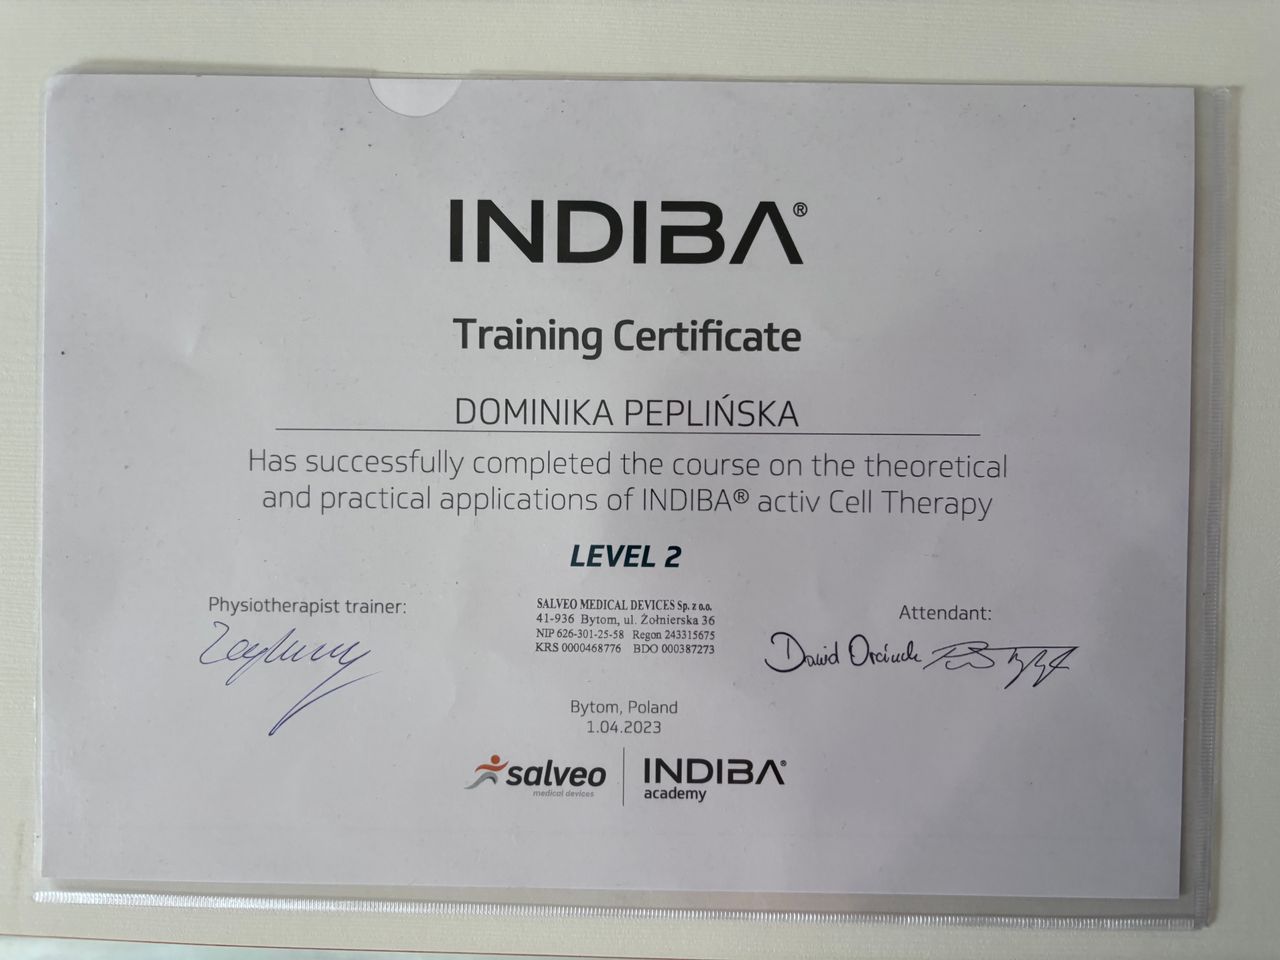 INDIBA®
Training Certificate
DOMINIKA PEPLIŃSKA
Has successfully completed the course on the theoretical
and practical applications of INDIBA® activ Cell Therapy
LEVEL 2
Physiotherapist trainer:
SALVEO MEDICAL DEVICES Sp. z o.o.
41-936 Bytom, ul. Żołnierska 36
NIP 626-301-25-58 Regon 243315675
KRS 0000468776 BDO 000387273
Attendant:
Dawid
Bytom, Poland
1.04.2023
salveo
medical devices
INDIBA®
academy